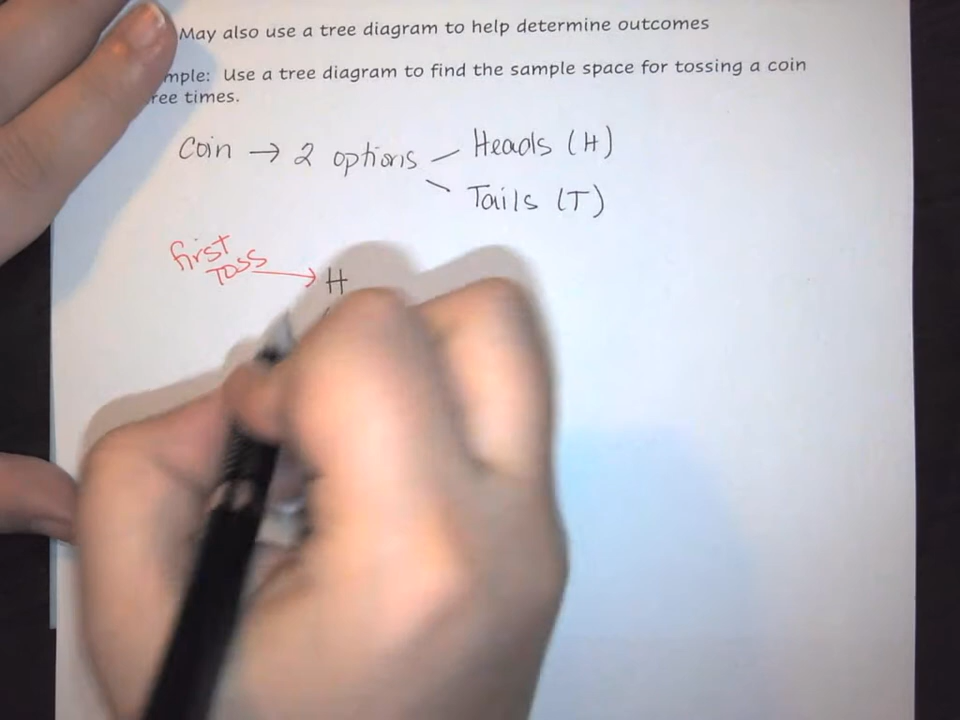 May also use a tree diagram to help determine outcomes
mple: Use a tree diagram to find the sample space for tossing a coin
ree times.
Coin → 2 options — Heads (H)
Tails (T)
first
Toss → H